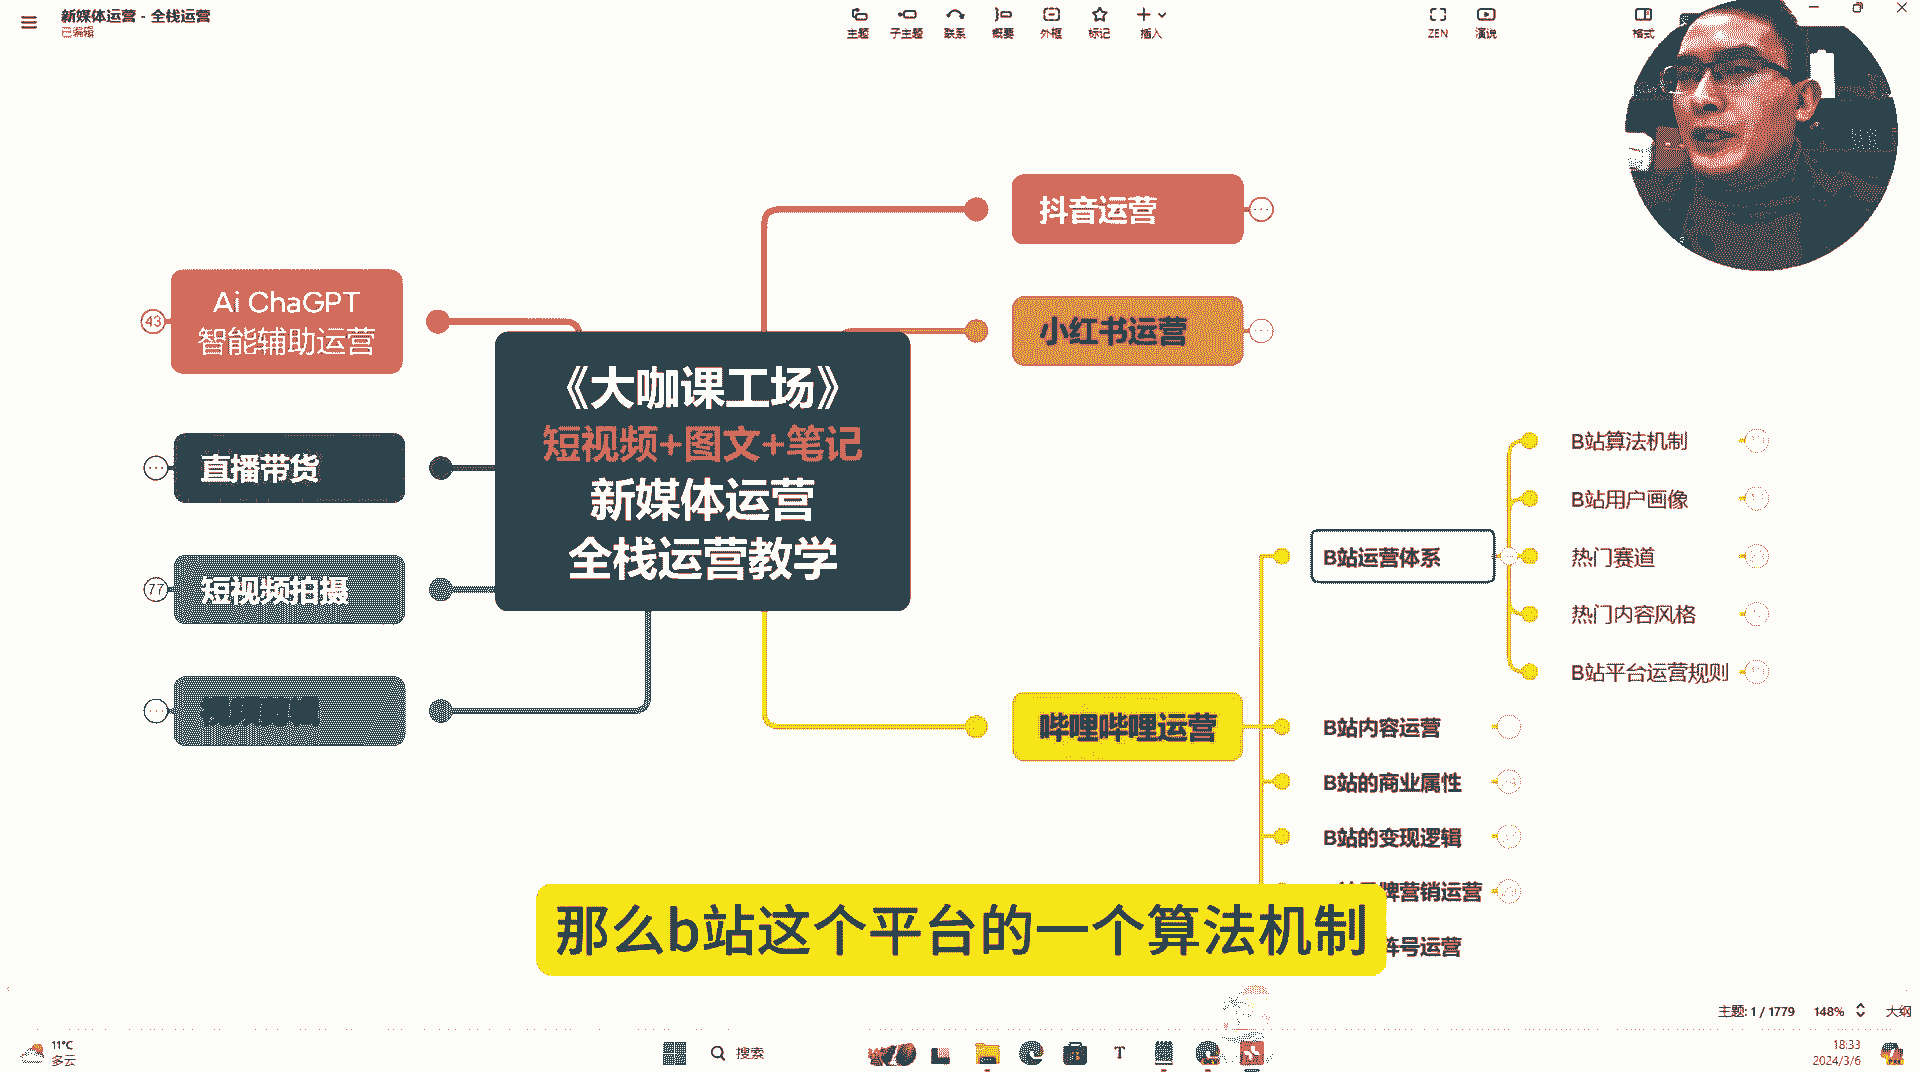 新媒体运营 - 全栈运营
已编辑
主题
子主题
联系
概要
外框
标记
插入
ZEN
演说
格式
抖音运营
小红书运营
43
Ai ChaGPT
智能辅助运营
直播带货
77
短视频拍摄
《大咖课工场》
短视频+图文+笔记
新媒体运营
全栈运营教学
哔哩哔哩运营
B站运营体系
B站算法机制
B站用户画像
热门赛道
热门内容风格
B站平台运营规则
B站内容运营
B站的商业属性
B站的变现逻辑
牌营销运营
阵号运营
那么b站这个平台的一个算法机制
主题: 1 / 1779
148%
大纲
11°C
多云
搜索
18:33
2024/3/6